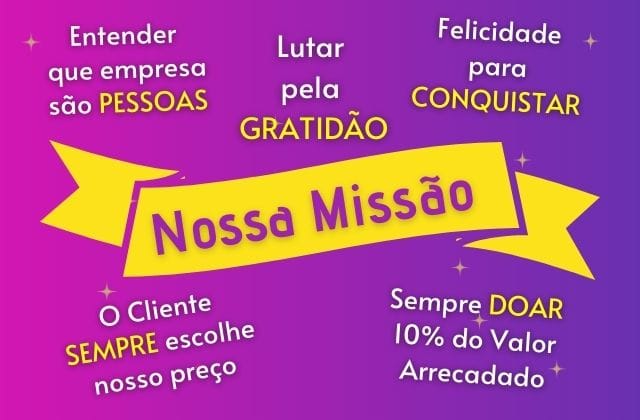 Entender
que empresa
são PESSOAS
Lutar
pela
GRATIDÃO
Felicidade
para
CONQUISTAR
Nossa Missão
O Cliente
SEMPRE escolhe
nosso preço
Sempre DOAR
10% do Valor
Arrecadado